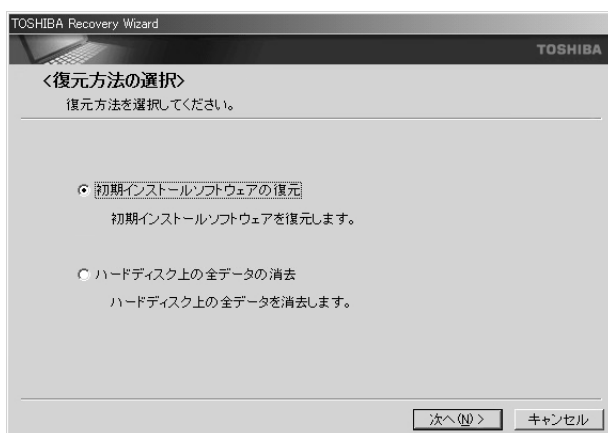 TOSHIBA Recovery Wizard
TOSHIBA
<復元方法の選択>
復元方法を選択してください。
初期インストールソフトウェアの復元
初期インストールソフトウェアを復元します。
ハードディスク上の全データの消去
ハードディスク上の全データを消去します。
次へ(N) >
キャンセル